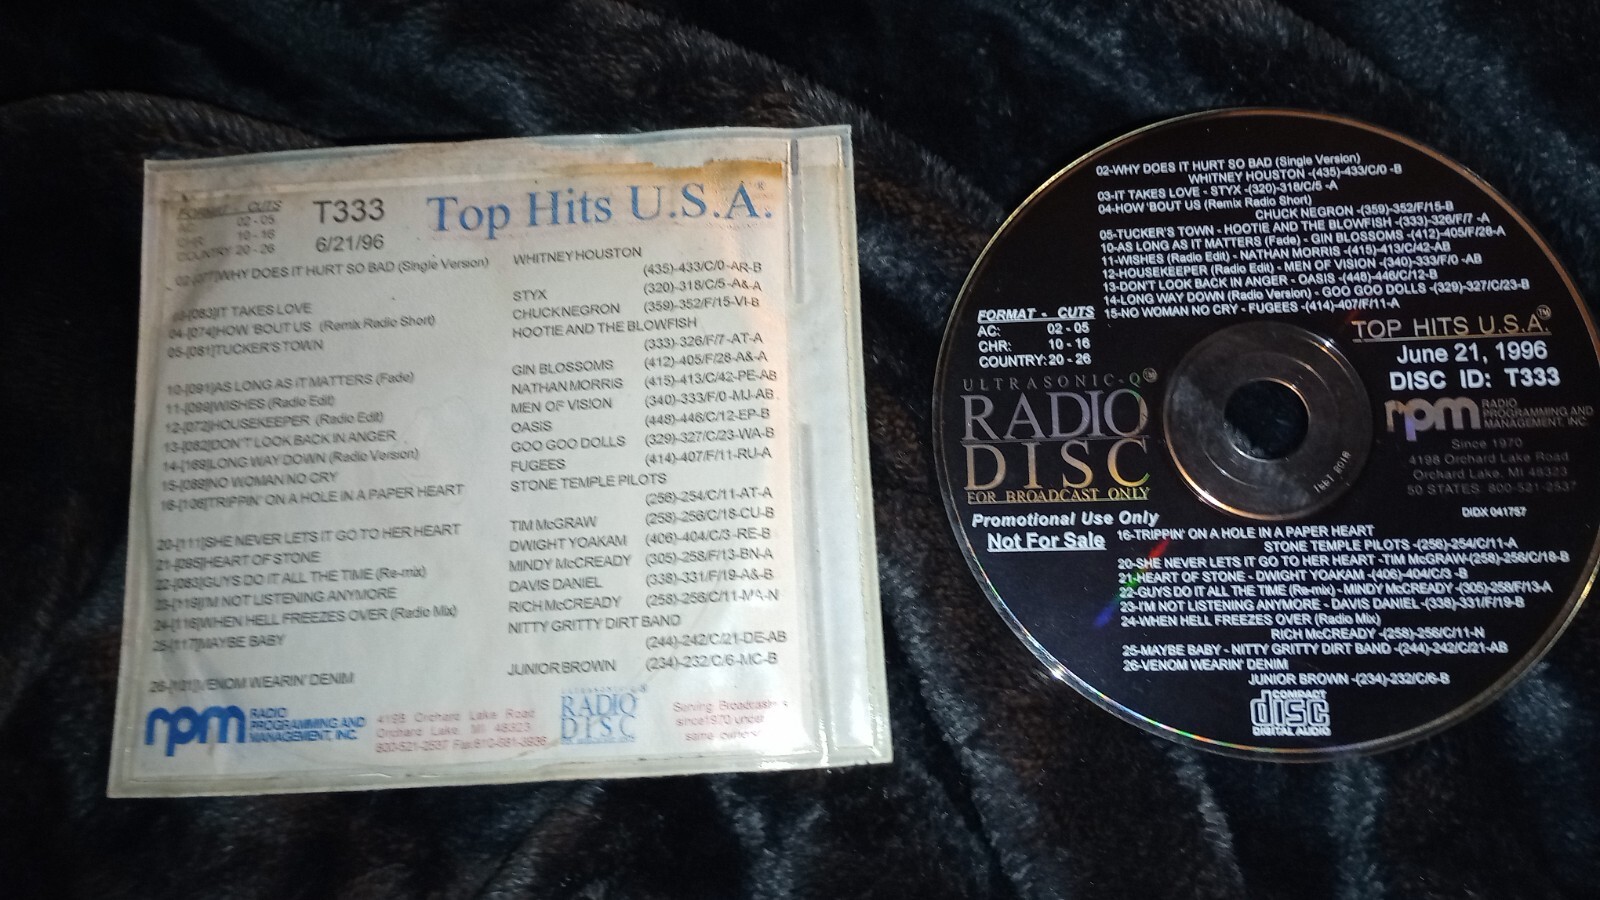 FORMAT - CUTS
AC: 02 - 05
CHR: 10 - 16
COUNTRY 20 - 26
T333
6/21/96
Top Hits U.S.A.®
WHY DOES IT HURT SO BAD (Single Version) WHITNEY HOUSTON
(435)-433/C/0-AR-B
IT TAKES LOVE STYX (320)-318/C/5-A&-A
04-[074]HOW 'BOUT US (Remix Radio Short) CHUCK NEGRON (359)-352/F/15-VI-B
05-[081]TUCKER'S TOWN HOOTIE AND THE BLOWFISH
(333)-326/F/7-AT-A
10-[091]AS LONG AS IT MATTERS (Fade) GIN BLOSSOMS (412)-405/F/28-A&-A
11-[099]WISHES (Radio Edit) NATHAN MORRIS (415)-413/C/42-PE-AB
12-[072]HOUSEKEEPER (Radio Edit) MEN OF VISION (340)-333/F/0-MJ-AB
13-[082]DON'T LOOK BACK IN ANGER OASIS (448)-446/C/12-EP-B
14-[169]LONG WAY DOWN (Radio Version) GOO GOO DOLLS (329)-327/C/23-WA-B
15-[089]NO WOMAN NO CRY FUGEES (414)-407/F/11-RU-A
16-[106]TRIPPIN' ON A HOLE IN A PAPER HEART STONE TEMPLE PILOTS
(256)-254/C/11-AT-A
20-[111]SHE NEVER LETS IT GO TO HER HEART TIM McGRAW (258)-256/C/18-CU-B
21-[085]HEART OF STONE DWIGHT YOAKAM (406)-404/C/3-RE-B
22-[083]GUYS DO IT ALL THE TIME (Re-mix) MINDY McCREADY (305)-258/F/13-BN-A
23-[119]I'M NOT LISTENING ANYMORE DAVIS DANIEL (338)-331/F/19-A&-B
24-[116]WHEN HELL FREEZES OVER (Radio Mix) RICH McCREADY (258)-256/C/11-MA-N
25-[117]MAYBE BABY NITTY GRITTY DIRT BAND
(244)-242/C/21-DE-AB
26-[121]VENOM WEARIN' DENIM JUNIOR BROWN (234)-232/C/6-MC-B
rpm RADIO
PROGRAMMING AND
MANAGEMENT, INC
4198 Orchard Lake Road
Orchard Lake, MI 48323
800-521-2537
RADIO
DISC
Serving Broadcasters
since 1970 under
same
02-WHY DOES IT HURT SO BAD (Single Version)
WHITNEY HOUSTON -(435)-433/C/0 -B
03-IT TAKES LOVE - STYX -(320)-318/C/5 -A
04-HOW 'BOUT US (Remix Radio Short)
CHUCK NEGRON -(359)-352/F/15-B
05-TUCKER'S TOWN - HOOTIE AND THE BLOWFISH -(333)-326/F/7 -A
10-AS LONG AS IT MATTERS (Fade) - GIN BLOSSOMS -(412)-405/F/28-A
11-WISHES (Radio Edit) - NATHAN MORRIS -(415)-413/C/42-AB
12-HOUSEKEEPER (Radio Edit) - MEN OF VISION -(340)-333/F/0 -AB
13-DON'T LOOK BACK IN ANGER - OASIS -(448)-446/C/12-B
14-LONG WAY DOWN (Radio Version) - GOO GOO DOLLS -(329)-327/C/23-B
15-NO WOMAN NO CRY - FUGEES -(414)-407/F/11-A
FORMAT - CUTS
AC: 02 - 05
CHR: 10 - 16
COUNTRY: 20 - 26
TOP HITS U.S.A.™
June 21, 1996
DISC ID: T333
ULTRASONIC-Q™
RADIO
DISC
FOR BROADCAST ONLY
rpm RADIO
PROGRAMMING AND
MANAGEMENT, INC.
Since 1970
4198 Orchard Lake Road
Orchard Lake, MI 48323
50 STATES 800-521-2537
DIDX 041757
Promotional Use Only
Not For Sale
16-TRIPPIN' ON A HOLE IN A PAPER HEART
STONE TEMPLE PILOTS -(256)-254/C/11-A
20-SHE NEVER LETS IT GO TO HER HEART -TIM McGRAW-(258)-256/C/18-B
21-HEART OF STONE - DWIGHT YOAKAM -(406)-404/C/3 -B
22-GUYS DO IT ALL THE TIME (Re-mix) - MINDY McCREADY -(305)-258/F/13-A
23-I'M NOT LISTENING ANYMORE - DAVIS DANIEL -(338)-331/F/19-B
24-WHEN HELL FREEZES OVER (Radio Mix)
RICH McCREADY -(258)-256/C/11-N
25-MAYBE BABY - NITTY GRITTY DIRT BAND -(244)-242/C/21-AB
26-VENOM WEARIN' DENIM
JUNIOR BROWN -(234)-232/C/6-B
COMPACT
disc
DIGITAL AUDIO